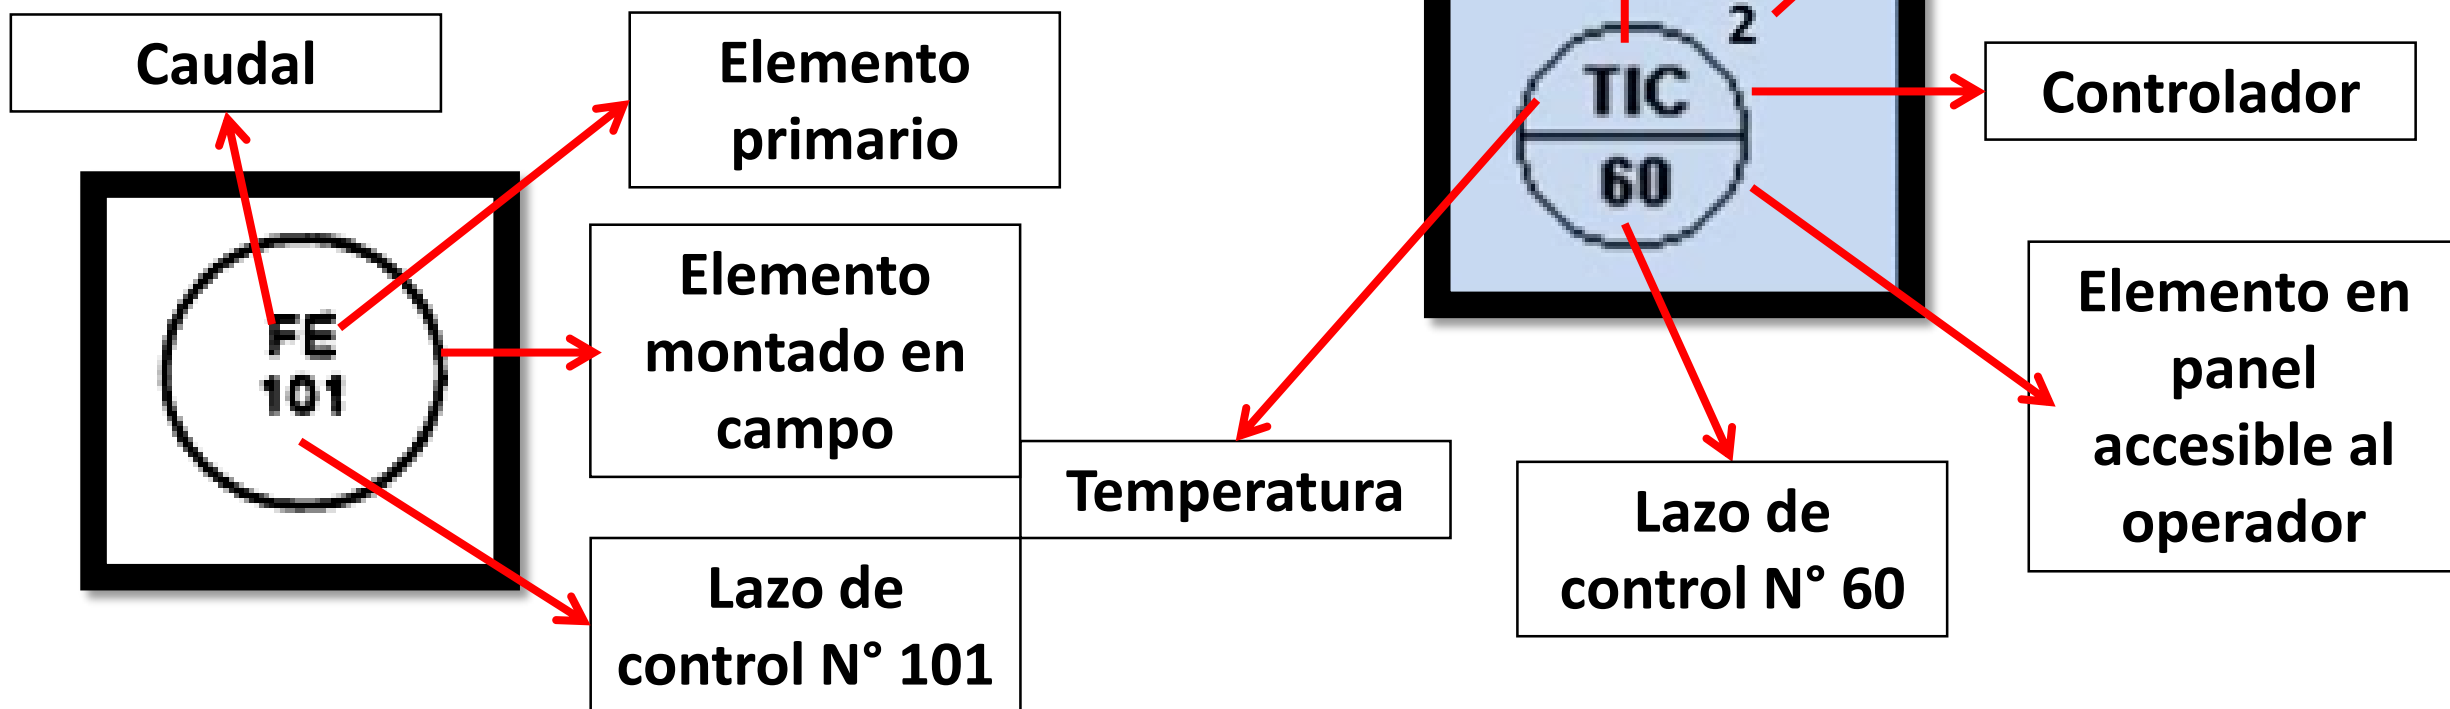 Caudal
Elemento
primario
FE
101
Elemento
montado en
campo
Lazo de
control N° 101
2
TIC
60
Controlador
Temperatura
Lazo de
control N° 60
Elemento en
panel
accesible al
operador